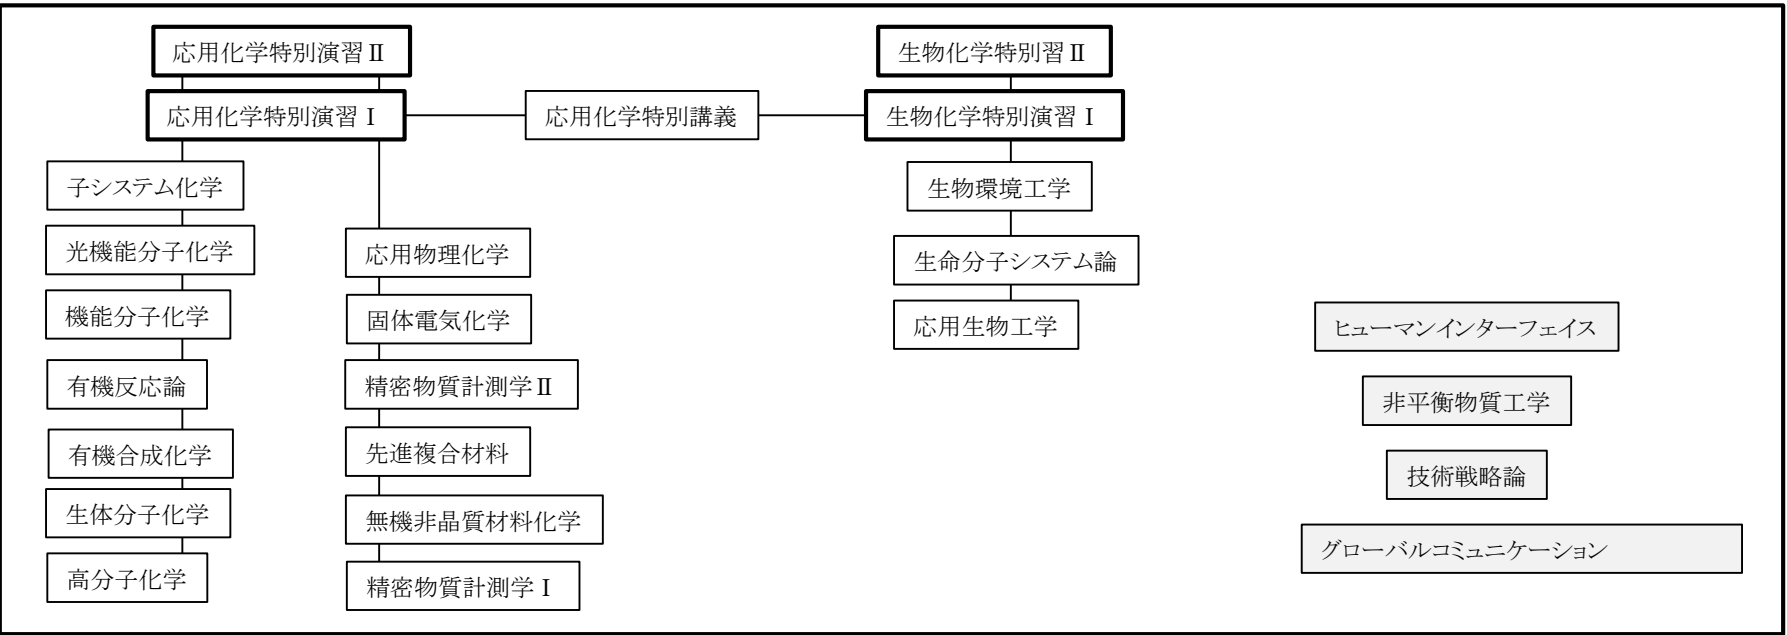 応用化学特別演習Ⅱ
生物化学特別習Ⅱ
応用化学特別演習Ⅰ
応用化学特別講義
生物化学特別演習Ⅰ
子システム化学
光機能分子化学
機能分子化学
有機反応論
有機合成化学
生体分子化学
高分子化学
応用物理化学
固体電気化学
精密物質計測学Ⅱ
先進複合材料
無機非晶質材料化学
精密物質計測学Ⅰ
生物環境工学
生命分子システム論
応用生物工学
ヒューマンインターフェイス
非平衡物質工学
技術戦略論
グローバルコミュニケーション